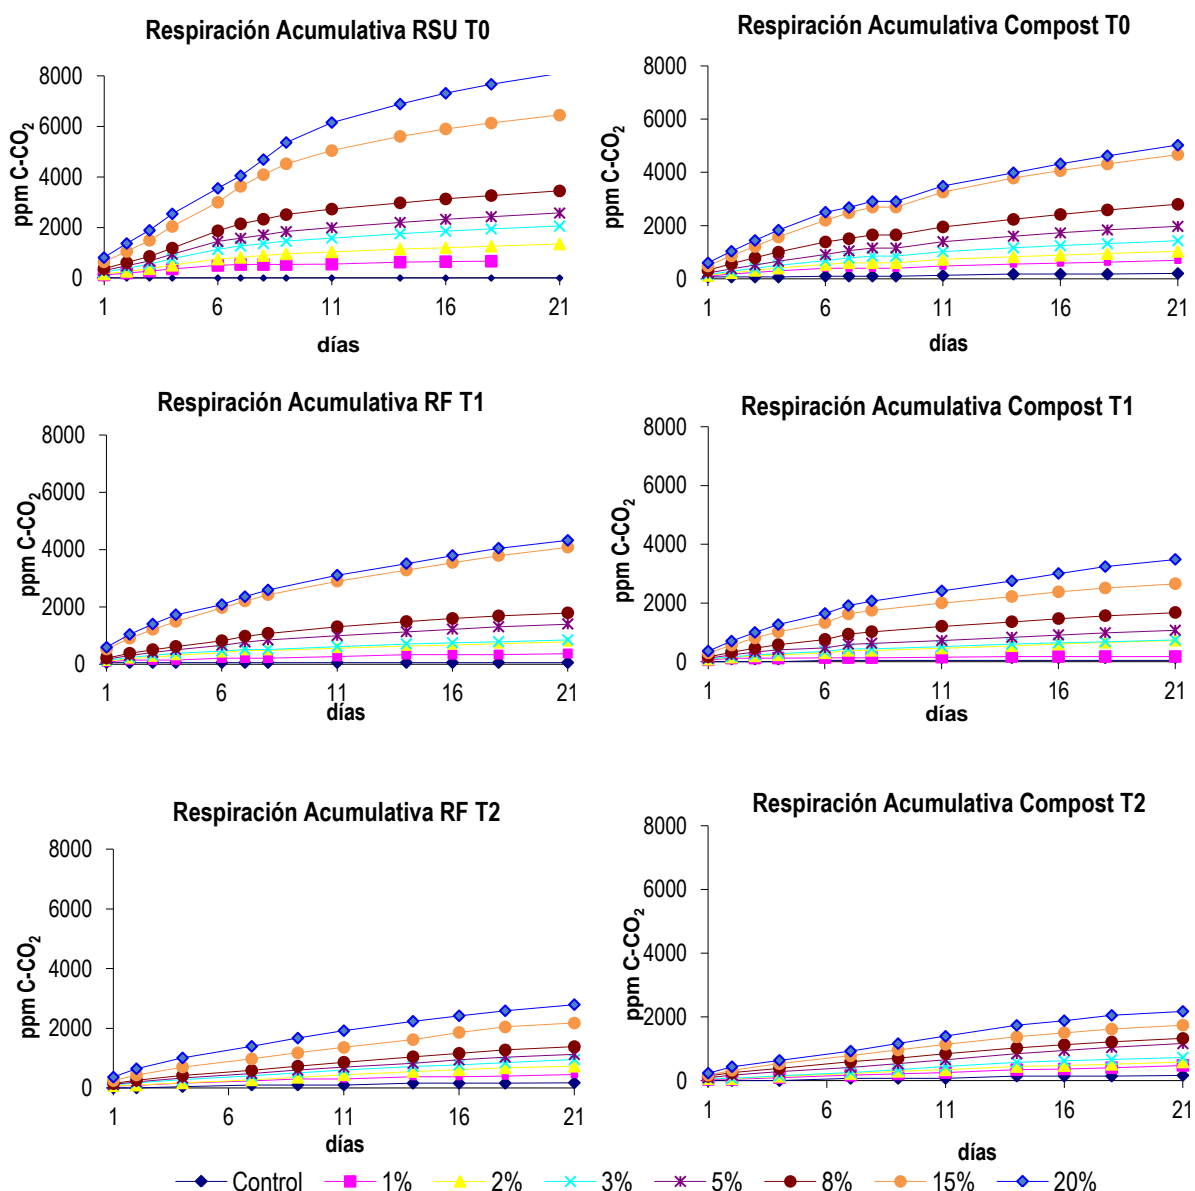 Respiración Acumulativa RSU T0
8000
6000
4000
2000
0
ppm C-CO₂
1 6 11 16 21
días
Respiración Acumulativa Compost T0
8000
6000
4000
2000
0
ppm C-CO₂
1 6 11 16 21
días
Respiración Acumulativa RF T1
8000
6000
4000
2000
0
ppm C-CO₂
1 6 11 16 21
días
Respiración Acumulativa Compost T1
8000
6000
4000
2000
0
ppm C-CO₂
1 6 11 16 21
días
Respiración Acumulativa RF T2
8000
6000
4000
2000
0
ppm C-CO₂
1 6 11 16 21
días
Respiración Acumulativa Compost T2
8000
6000
4000
2000
0
ppm C-CO₂
1 6 11 16 21
días
Control 1% 2% 3% 5% 8% 15% 20%